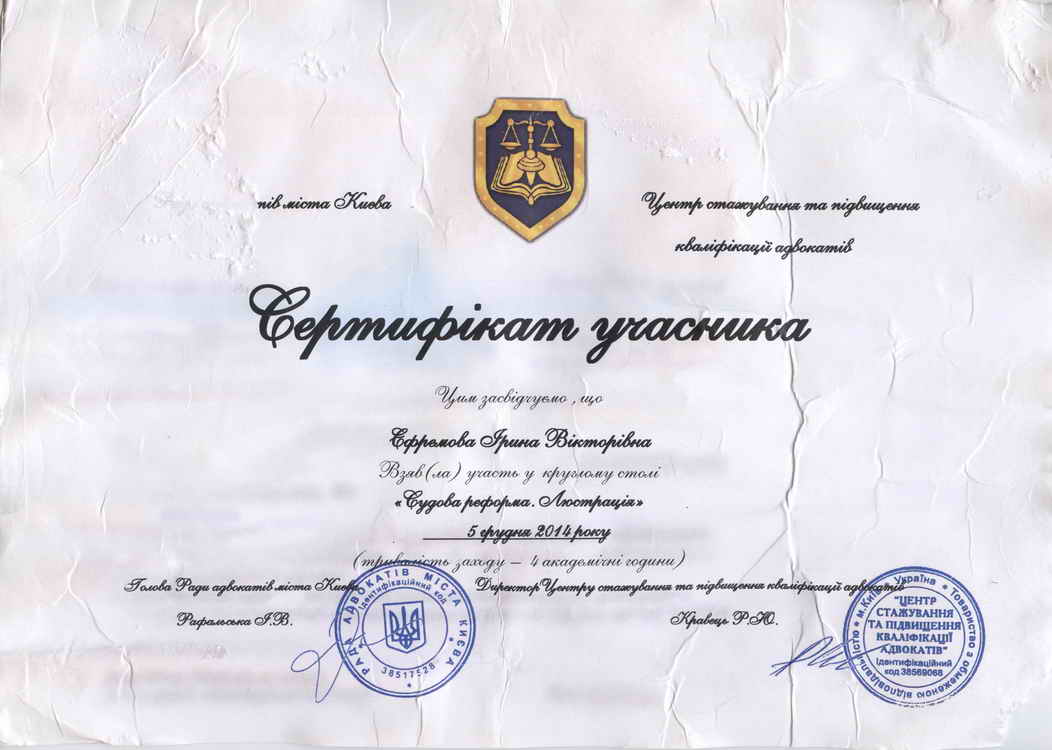 міста Києва
Центр стажування та підвищення
кваліфікації адвокатів
Сертифікат учасника
Цим засвідчуємо , що
Єфремова Ірина Вікторівна
Взяв(ла) участь у круглому столі
«Судова реформа. Люстрація»
5 грудня 2014 року
(тривалість заходу – 4 академічні години)
Голова Ради адвокатів міста Києва
Рафальська І.В.
Директор Центру стажування та підвищення кваліфікації адвокатів
Кравець Р.Ю.
РАДА АДВОКАТІВ МІСТА КИЄВА
Ідентифікаційний код
38517528
Україна * Товариство з обмеженою відповідальністю * м.Київ
"ЦЕНТР
СТАЖУВАННЯ
ТА ПІДВИЩЕННЯ
КВАЛІФІКАЦІЇ
АДВОКАТІВ"
Ідентифікаційний
код 38569068